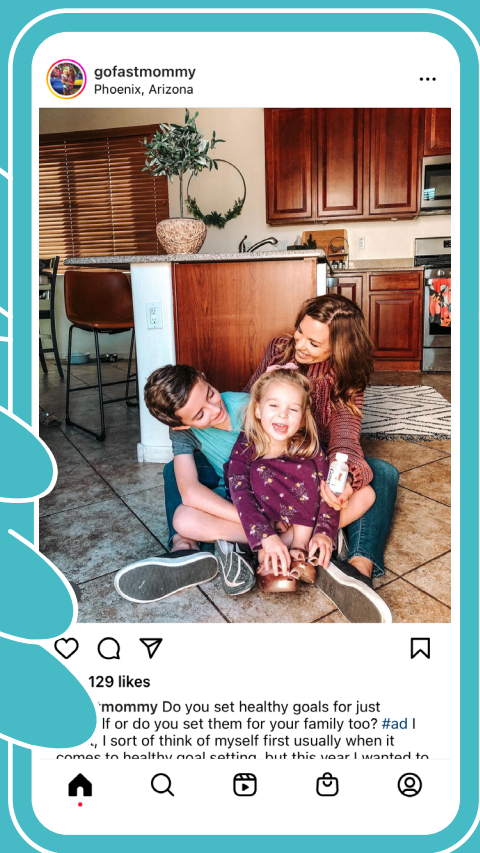 gofastmommy
Phoenix, Arizona
129 likes
mommy Do you set healthy goals for just
lf or do you set them for your family too? #ad I
, I sort of think of myself first usually when it
comes to healthy goal setting, but this year I wanted to